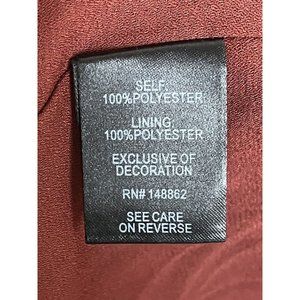 SELF
100%POLYESTER
LINING
100%POLYESTER
EXCLUSIVE OF
DECORATION
RN# 148862
SEE CARE
ON REVERSE